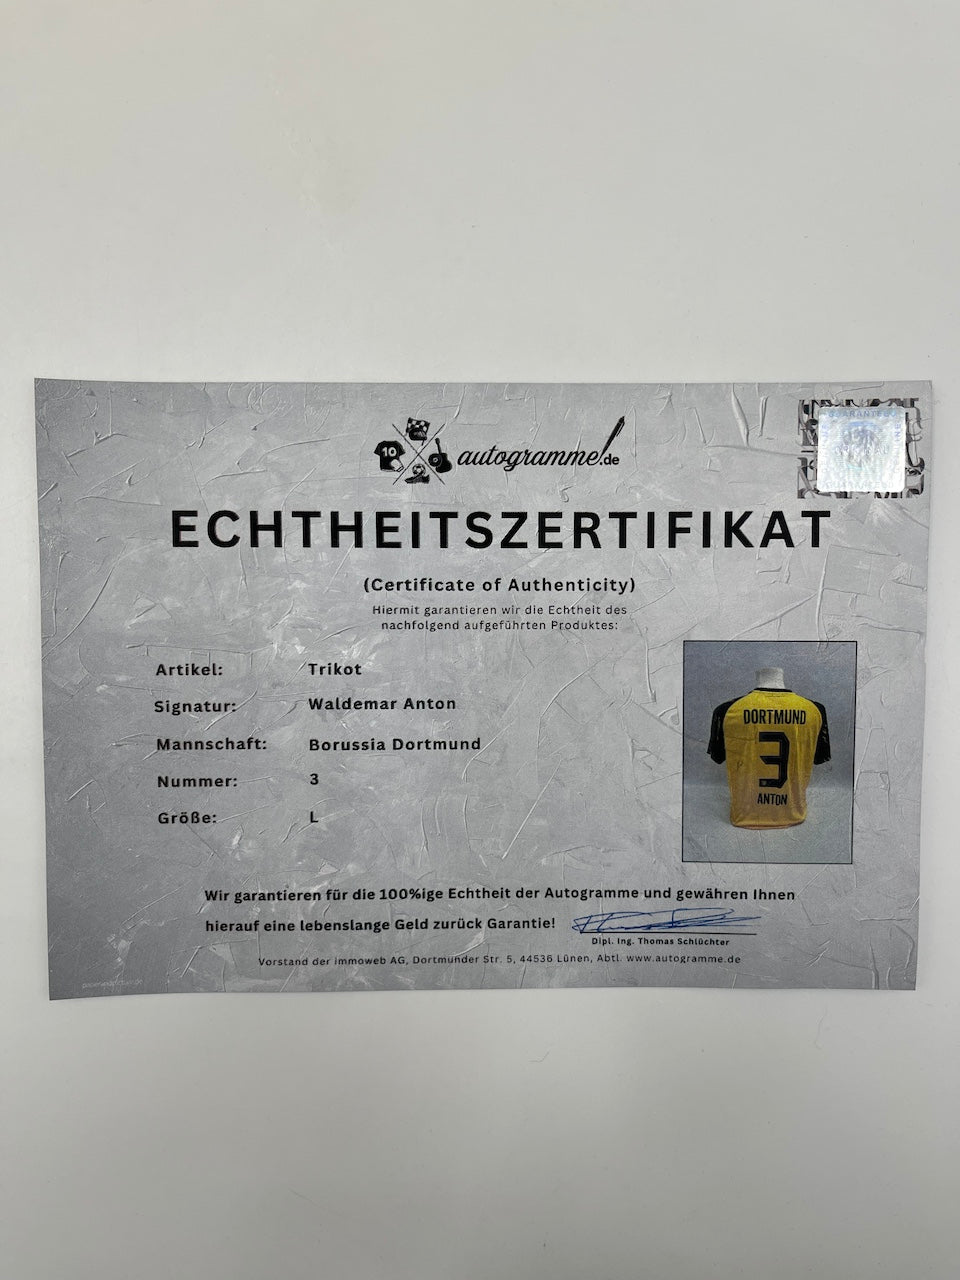 10
autogramme!.de
GUARANTEED
ECHTHEITSZERTIFIKAT
(Certificate of Authenticity)
Hiermit garantieren wir die Echtheit des
nachfolgend aufgeführten Produktes:
Artikel: Trikot
Signatur: Waldemar Anton
Mannschaft: Borussia Dortmund
Nummer: 3
Größe: L
DORTMUND
3
ANTON
Wir garantieren für die 100%ige Echtheit der Autogramme und gewähren Ihnen
hierauf eine lebenslange Geld zurück Garantie!
Dipl. Ing. Thomas Schlüchter
Vorstand der immoweb AG, Dortmunder Str. 5, 44536 Lünen, Abtl. www.autogramme.de